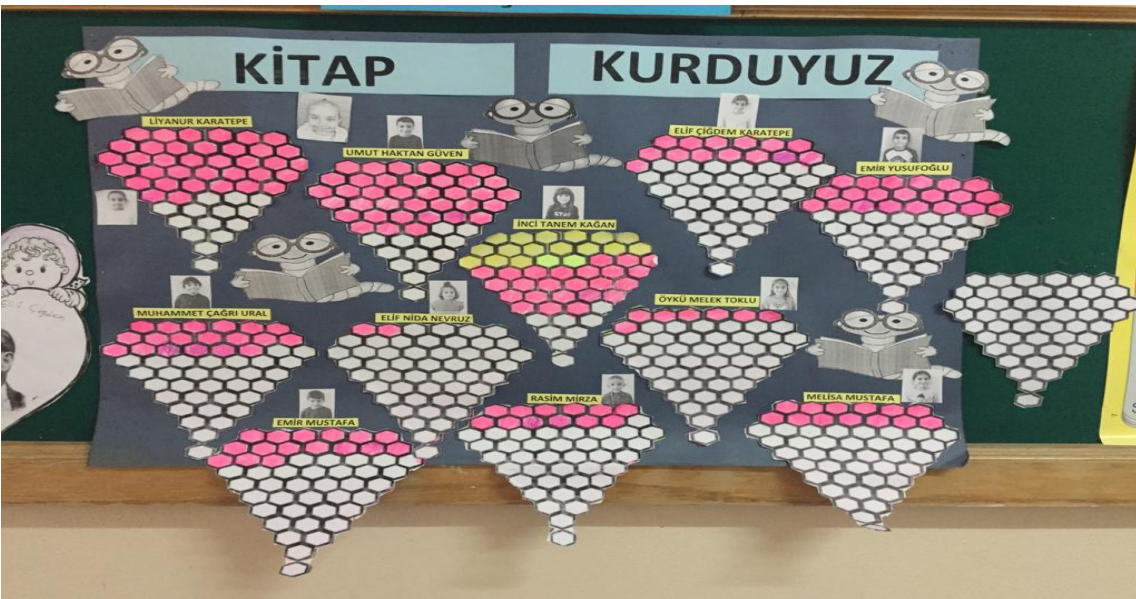 KİTAP KURDUYUZ
LİYANUR KARATEPE
UMUT HAKTAN GÜVEN
ELİF ÇİĞDEM KARATEPE
EMİR YUSUFOĞLU
İNCİ TANEM KAĞAN
MUHAMMET ÇAĞRI URAL
ELİF NİDA NEVRUZ
ÖYKÜ MELEK TOKLU
EMİR MUSTAFA
RASİM MİRZA
MELİSA MUSTAFA